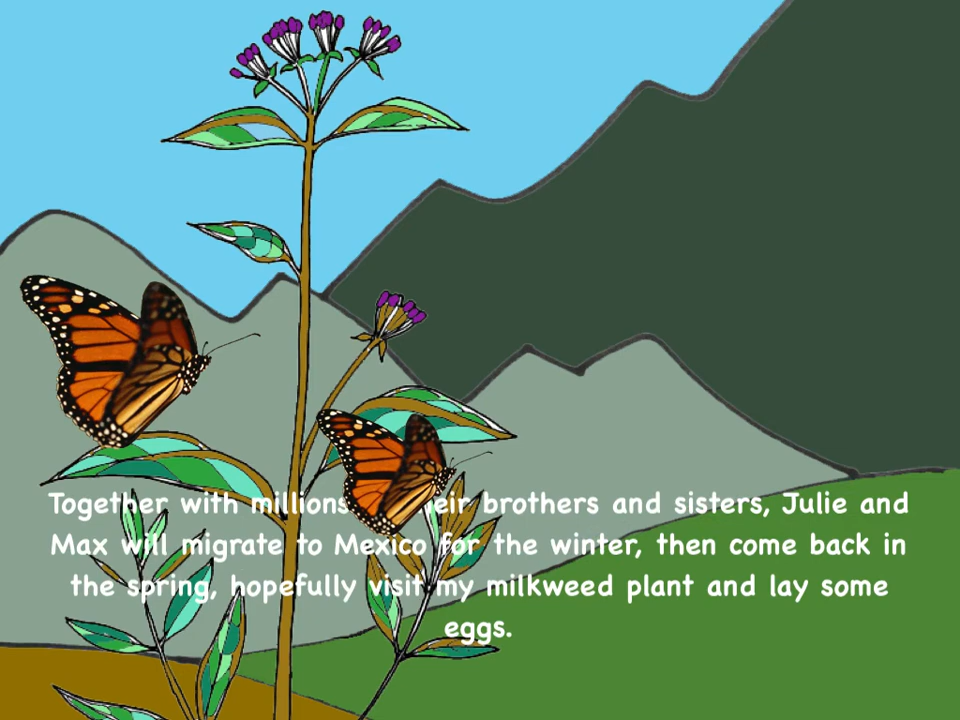 Together with millions their brothers and sisters, Julie and
Max will migrate to Mexico for the winter, then come back in
the spring, hopefully visit my milkweed plant and lay some
eggs.